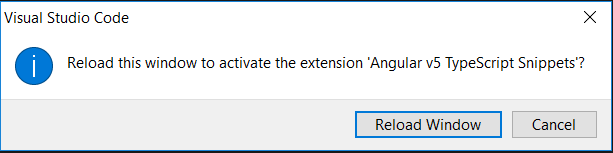 Visual Studio Code
Reload this window to activate the extension 'Angular v5 TypeScript Snippets'?
Reload Window
Cancel